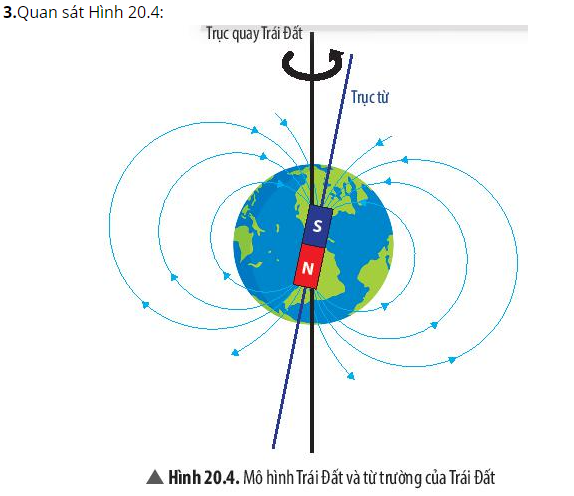 3.Quan sát Hình 20.4:
Trục quay Trái Đất
Trục từ
S
N
▲ Hình 20.4. Mô hình Trái Đất và từ trường của Trái Đất